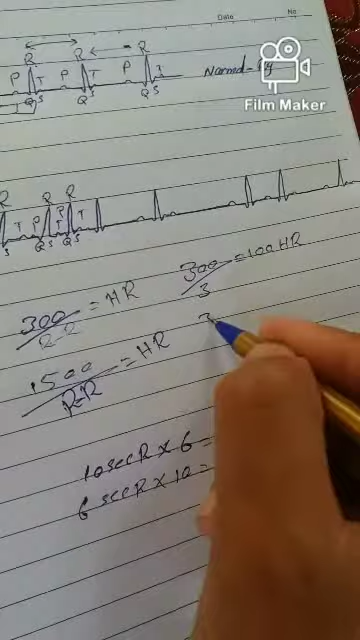 Date No
R R R
P T P T P T Normal
Q S Q S Q S
Film Maker
R R R
T P T P T
S Q S Q S
300/R-R = HR
300/3 = 100 HR
1500/R-R = HR
3
10 sec R x 6 =
6 sec R x 10 =